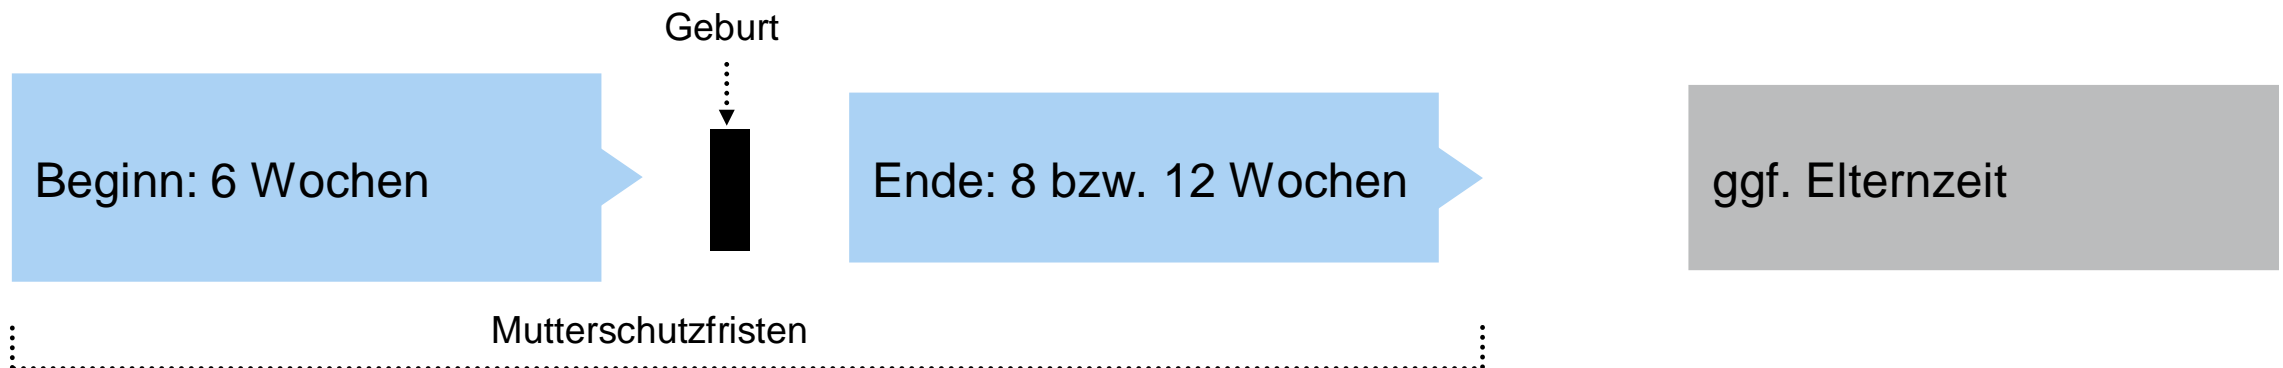 Geburt
Beginn: 6 Wochen
Ende: 8 bzw. 12 Wochen
ggf. Elternzeit
Mutterschutzfristen